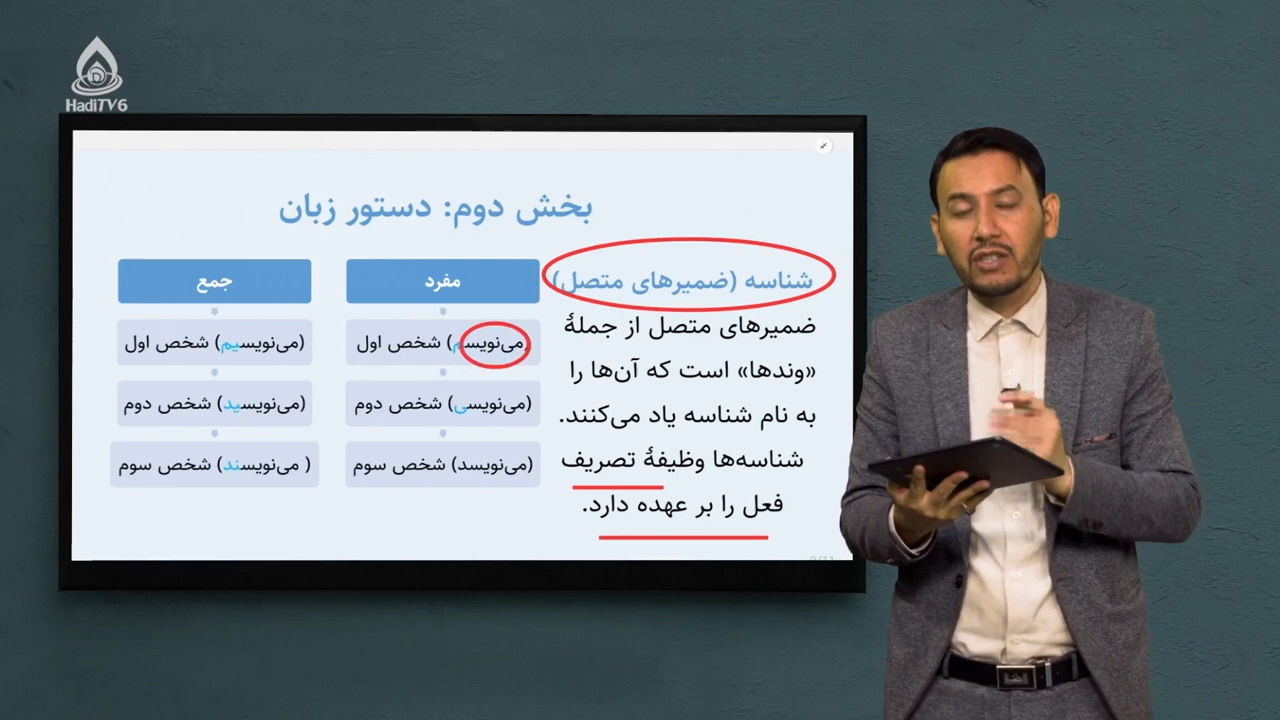 HadiTV6
بخش دوم: دستور زبان
شناسه (ضمیرهای متصل)
ضمیرهای متصل از جملهٔ
«وندها» است که آن‌ها را
به نام شناسه یاد می‌کنند.
شناسه‌ها وظیفهٔ تصریف
فعل را بر عهده دارد.
مفرد
(می‌نویسم) شخص اول
(می‌نویسی) شخص دوم
(می‌نویسد) شخص سوم
جمع
(می‌نویسیم) شخص اول
(می‌نویسید) شخص دوم
( می‌نویسند) شخص سوم